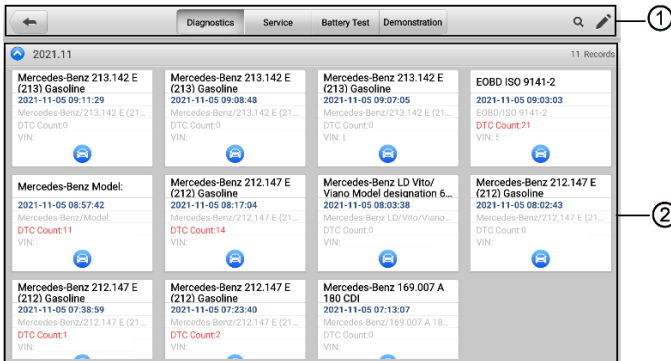 Diagnostics Service Battery Test Demonstration
1
2021.11 11 Records
Mercedes-Benz 213.142 E
(213) Gasoline
2021-11-05 09:11:29
Mercedes-Benz/213.142 E (21...
DTC Count:0
VIN:
Mercedes-Benz 213.142 E
(213) Gasoline
2021-11-05 09:08:48
Mercedes-Benz/213.142 E (21...
DTC Count:0
VIN:
Mercedes-Benz 213.142 E
(213) Gasoline
2021-11-05 09:07:05
Mercedes-Benz/213.142 E (21...
DTC Count:0
VIN:
EOBD ISO 9141-2
2021-11-05 09:03:03
EOBD/ISO 9141-2
DTC Count:21
VIN:
Mercedes-Benz Model:
2021-11-05 08:57:42
Mercedes-Benz/Model:
DTC Count:11
VIN:
Mercedes-Benz 212.147 E
(212) Gasoline
2021-11-05 08:17:04
Mercedes-Benz/212.147 E (21...
DTC Count:14
VIN:
Mercedes-Benz LD Vito/
Viano Model designation 6...
2021-11-05 08:03:38
Mercedes-Benz LD/Vito/Viano...
DTC Count:0
VIN:
Mercedes-Benz 212.147 E
(212) Gasoline
2021-11-05 08:02:43
Mercedes-Benz/212.147 E (21...
DTC Count:0
VIN:
2
Mercedes-Benz 212.147 E
(212) Gasoline
2021-11-05 07:38:59
Mercedes-Benz/212.147 E (21...
DTC Count:1
VIN:
Mercedes-Benz 212.147 E
(212) Gasoline
2021-11-05 07:23:40
Mercedes-Benz/212.147 E (21...
DTC Count:2
VIN:
Mercedes-Benz 169.007 A
180 CDI
2021-11-05 07:13:07
Mercedes-Benz/169.007 A 18...
DTC Count:0
VIN: